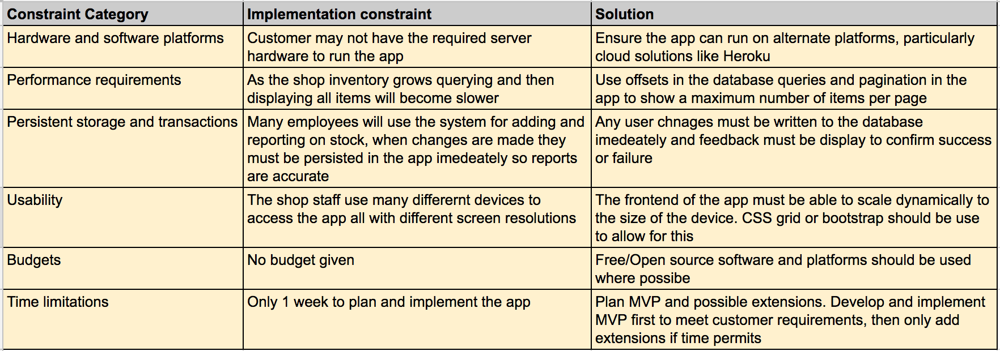 Constraint Category
Implementation constraint
Solution
Hardware and software platforms
Customer may not have the required server
hardware to run the app
Ensure the app can run on alternate platforms, particularly
cloud solutions like Heroku
Performance requirements
As the shop inventory grows querying and then
displaying all items will become slower
Use offsets in the database queries and pagination in the
app to show a maximum number of items per page
Persistent storage and transactions
Many employees will use the system for adding and
reporting on stock, when changes are made they
must be persisted in the app imedeately so reports
are accurate
Any user chnages must be written to the database
imedeately and feedback must be display to confirm success
or failure
Usability
The shop staff use many differernt devices to
access the app all with different screen resolutions
The frontend of the app must be able to scale dynamically to
the size of the device. CSS grid or bootstrap should be use
to allow for this
Budgets
No budget given
Free/Open source software and platforms should be used
where possibe
Time limitations
Only 1 week to plan and implement the app
Plan MVP and possible extensions. Develop and implement
MVP first to meet customer requirements, then only add
extensions if time permits